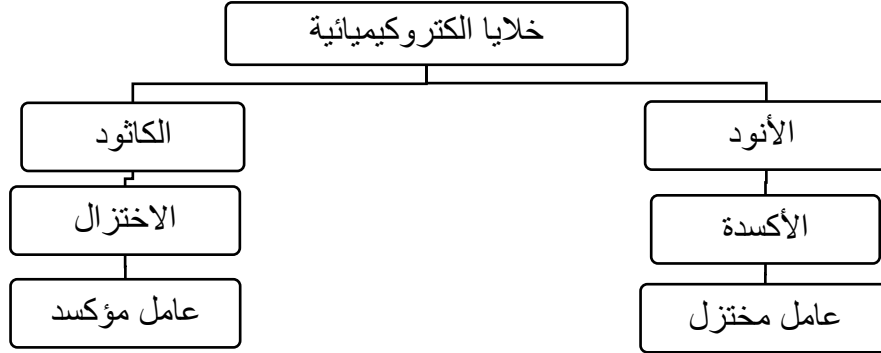 خلايا الكتروكيميائية
الأنود
الكاثود
الأكسدة
الاختزال
عامل مختزل
عامل مؤكسد